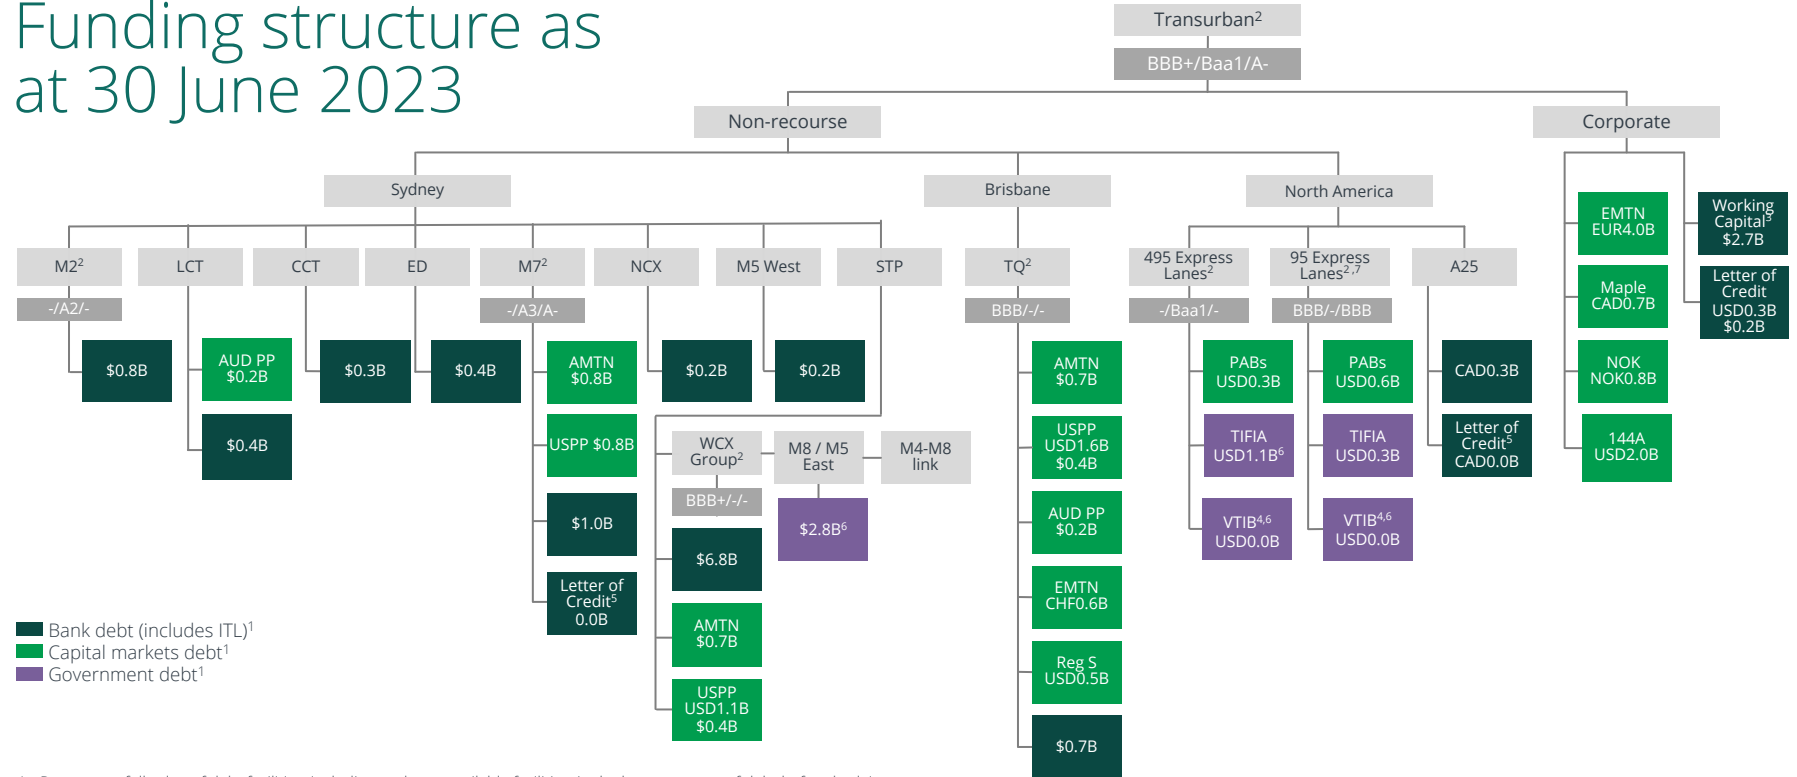 Funding structure as
at 30 June 2023
Transurban²
BBB+/Baa1/A-
Non-recourse
Corporate
Sydney
Brisbane
North America
M2²
-/A2/-
$0.8B
LCT
AUD PP
$0.2B
$0.4B
CCT
$0.3B
ED
$0.4B
M7²
-/A3/A-
AMTN
$0.8B
USPP $0.8B
$1.0B
Letter of
Credit⁵
0.0B
NCX
$0.2B
M5 West
$0.2B
STP
WCX
Group²
BBB+/-/-
$6.8B
AMTN
$0.7B
USPP
USD1.1B
$0.4B
M8 / M5
East
$2.8B⁶
M4-M8
link
TQ²
BBB/-/-
AMTN
$0.7B
USPP
USD1.6B
$0.4B
AUD PP
$0.2B
EMTN
CHF0.6B
Reg S
USD0.5B
$0.7B
495 Express
Lanes²
-/Baa1/-
PABs
USD0.3B
TIFIA
USD1.1B⁶
VTIB⁴,⁶
USD0.0B
95 Express
Lanes²,⁷
BBB/-/BBB
PABs
USD0.6B
TIFIA
USD0.3B
VTIB⁴,⁶
USD0.0B
A25
CAD0.3B
Letter of
Credit⁵
CAD0.0B
EMTN
EUR4.0B
Maple
CAD0.7B
NOK
NOK0.8B
144A
USD2.0B
Working
Capital³
$2.7B
Letter of
Credit
USD0.3B
$0.2B
Bank debt (includes ITL)¹
Capital markets debt¹
Government debt¹